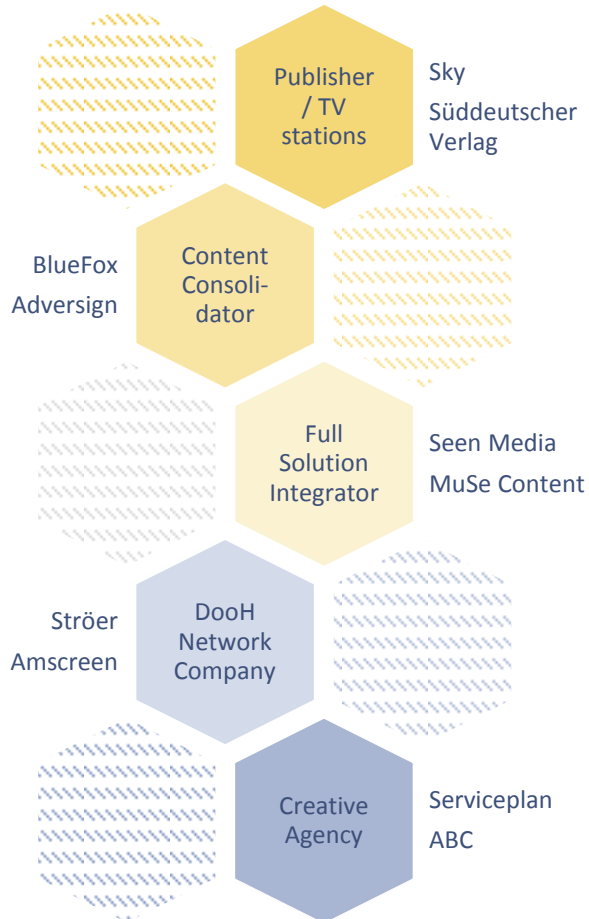 Publisher
/ TV
stations
Sky
Süddeutscher
Verlag
BlueFox
Adversign
Content
Consoli-
dator
Full
Solution
Integrator
Seen Media
MuSe Content
Ströer
Amscreen
DooH
Network
Company
Creative
Agency
Serviceplan
ABC